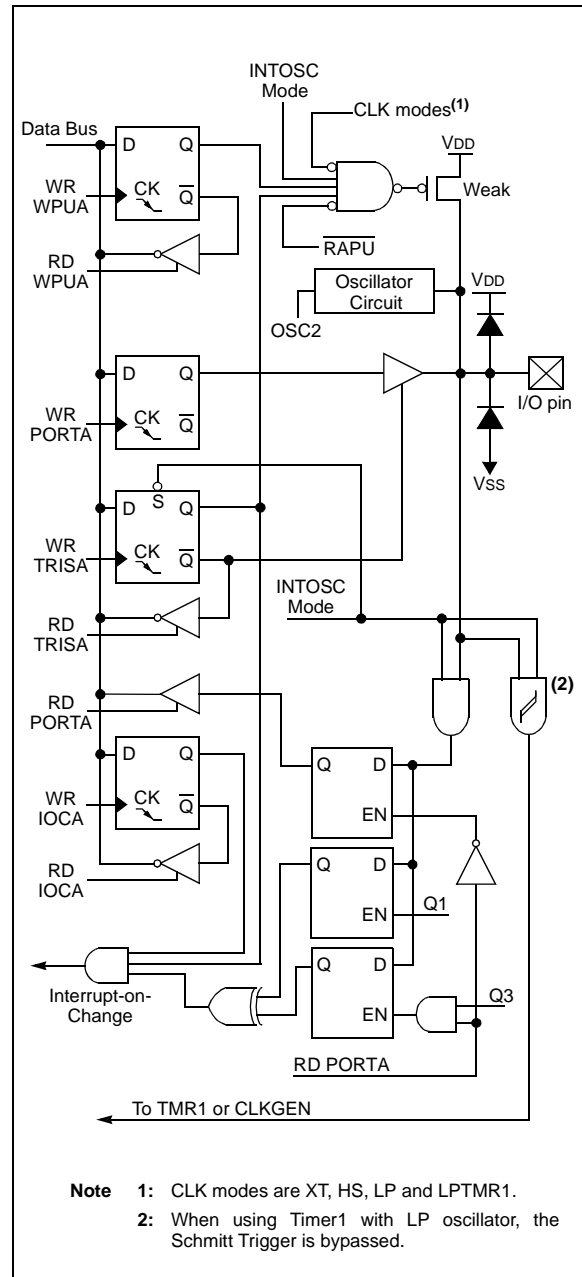 INTOSC
Mode
CLK modes(1)
Data Bus
D Q
VDD
WR
WPUA
CK Q
Weak
RD
WPUA
RAPU
Oscillator
Circuit
VDD
OSC2
D Q
WR
PORTA
CK Q
I/O pin
VSS
D S Q
WR
TRISA
CK Q
INTOSC
Mode
RD
TRISA
(2)
RD
PORTA
D Q
Q D
WR
IOCA
CK Q
EN
RD
IOCA
Q D
EN Q1
Q D
Interrupt-on-
Change
EN
Q3
RD PORTA
To TMR1 or CLKGEN
Note 1: CLK modes are XT, HS, LP and LPTMR1.
2: When using Timer1 with LP oscillator, the
Schmitt Trigger is bypassed.